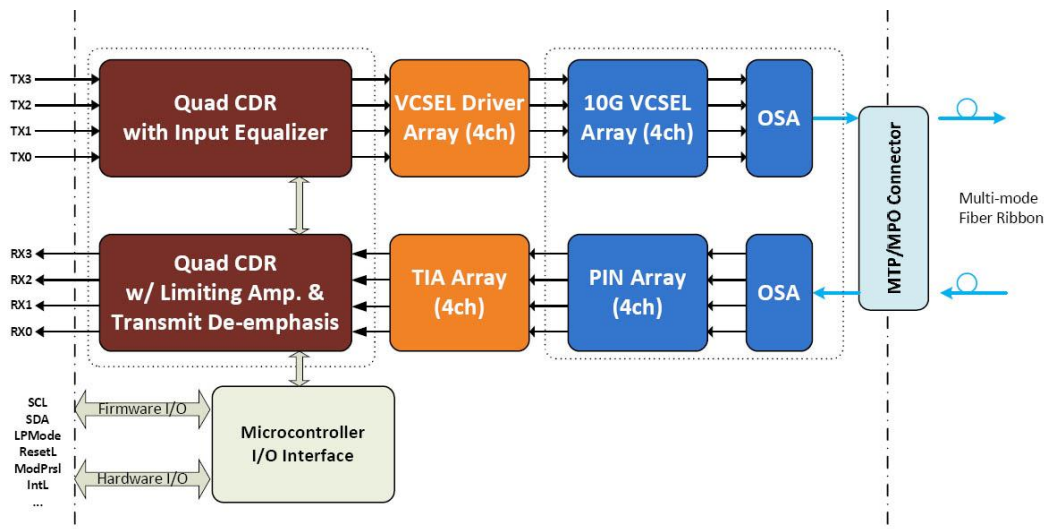 TX3
TX2
TX1
TX0
Quad CDR
with Input Equalizer
VCSEL Driver
Array (4ch)
10G VCSEL
Array (4ch)
OSA
MTP/MPO Connector
Multi-mode
Fiber Ribbon
RX3
RX2
RX1
RX0
Quad CDR
w/ Limiting Amp. &
Transmit De-emphasis
TIA Array
(4ch)
PIN Array
(4ch)
OSA
SCL
SDA
LPMode
ResetL
ModPrsl
IntL
...
Firmware I/O
Hardware I/O
Microcontroller
I/O Interface